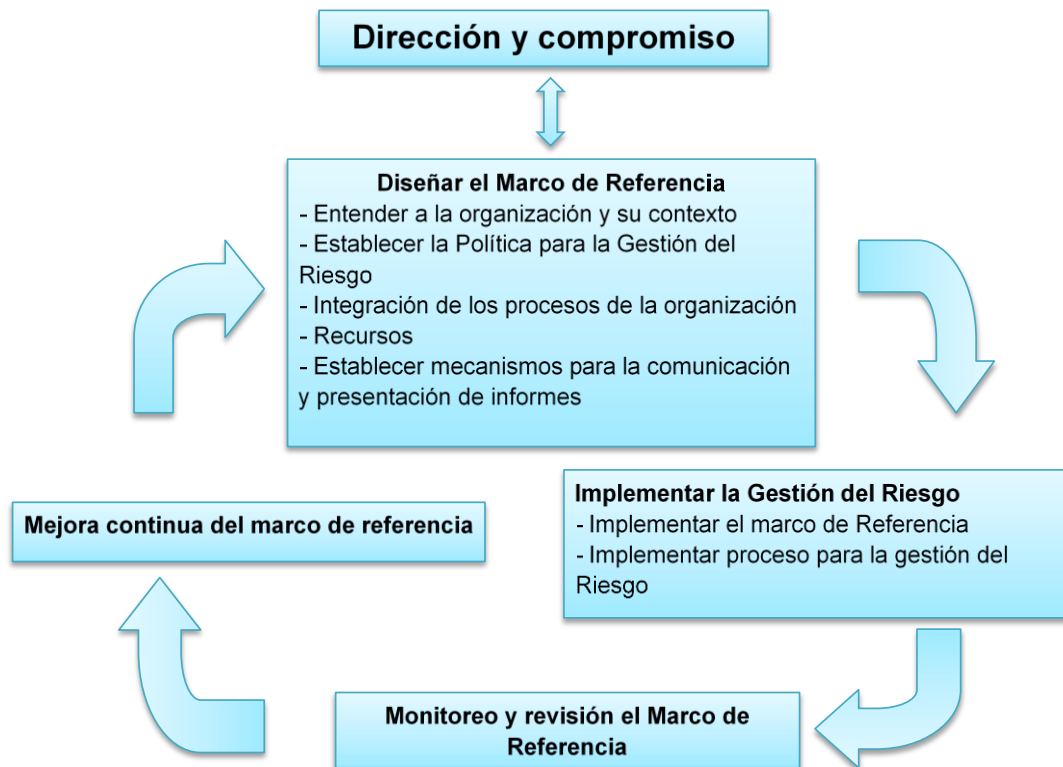 Dirección y compromiso
Diseñar el Marco de Referencia
- Entender a la organización y su contexto
- Establecer la Política para la Gestión del
Riesgo
- Integración de los procesos de la organización
- Recursos
- Establecer mecanismos para la comunicación
y presentación de informes
Implementar la Gestión del Riesgo
- Implementar el marco de Referencia
- Implementar proceso para la gestión del
Riesgo
Mejora continua del marco de referencia
Monitoreo y revisión el Marco de
Referencia